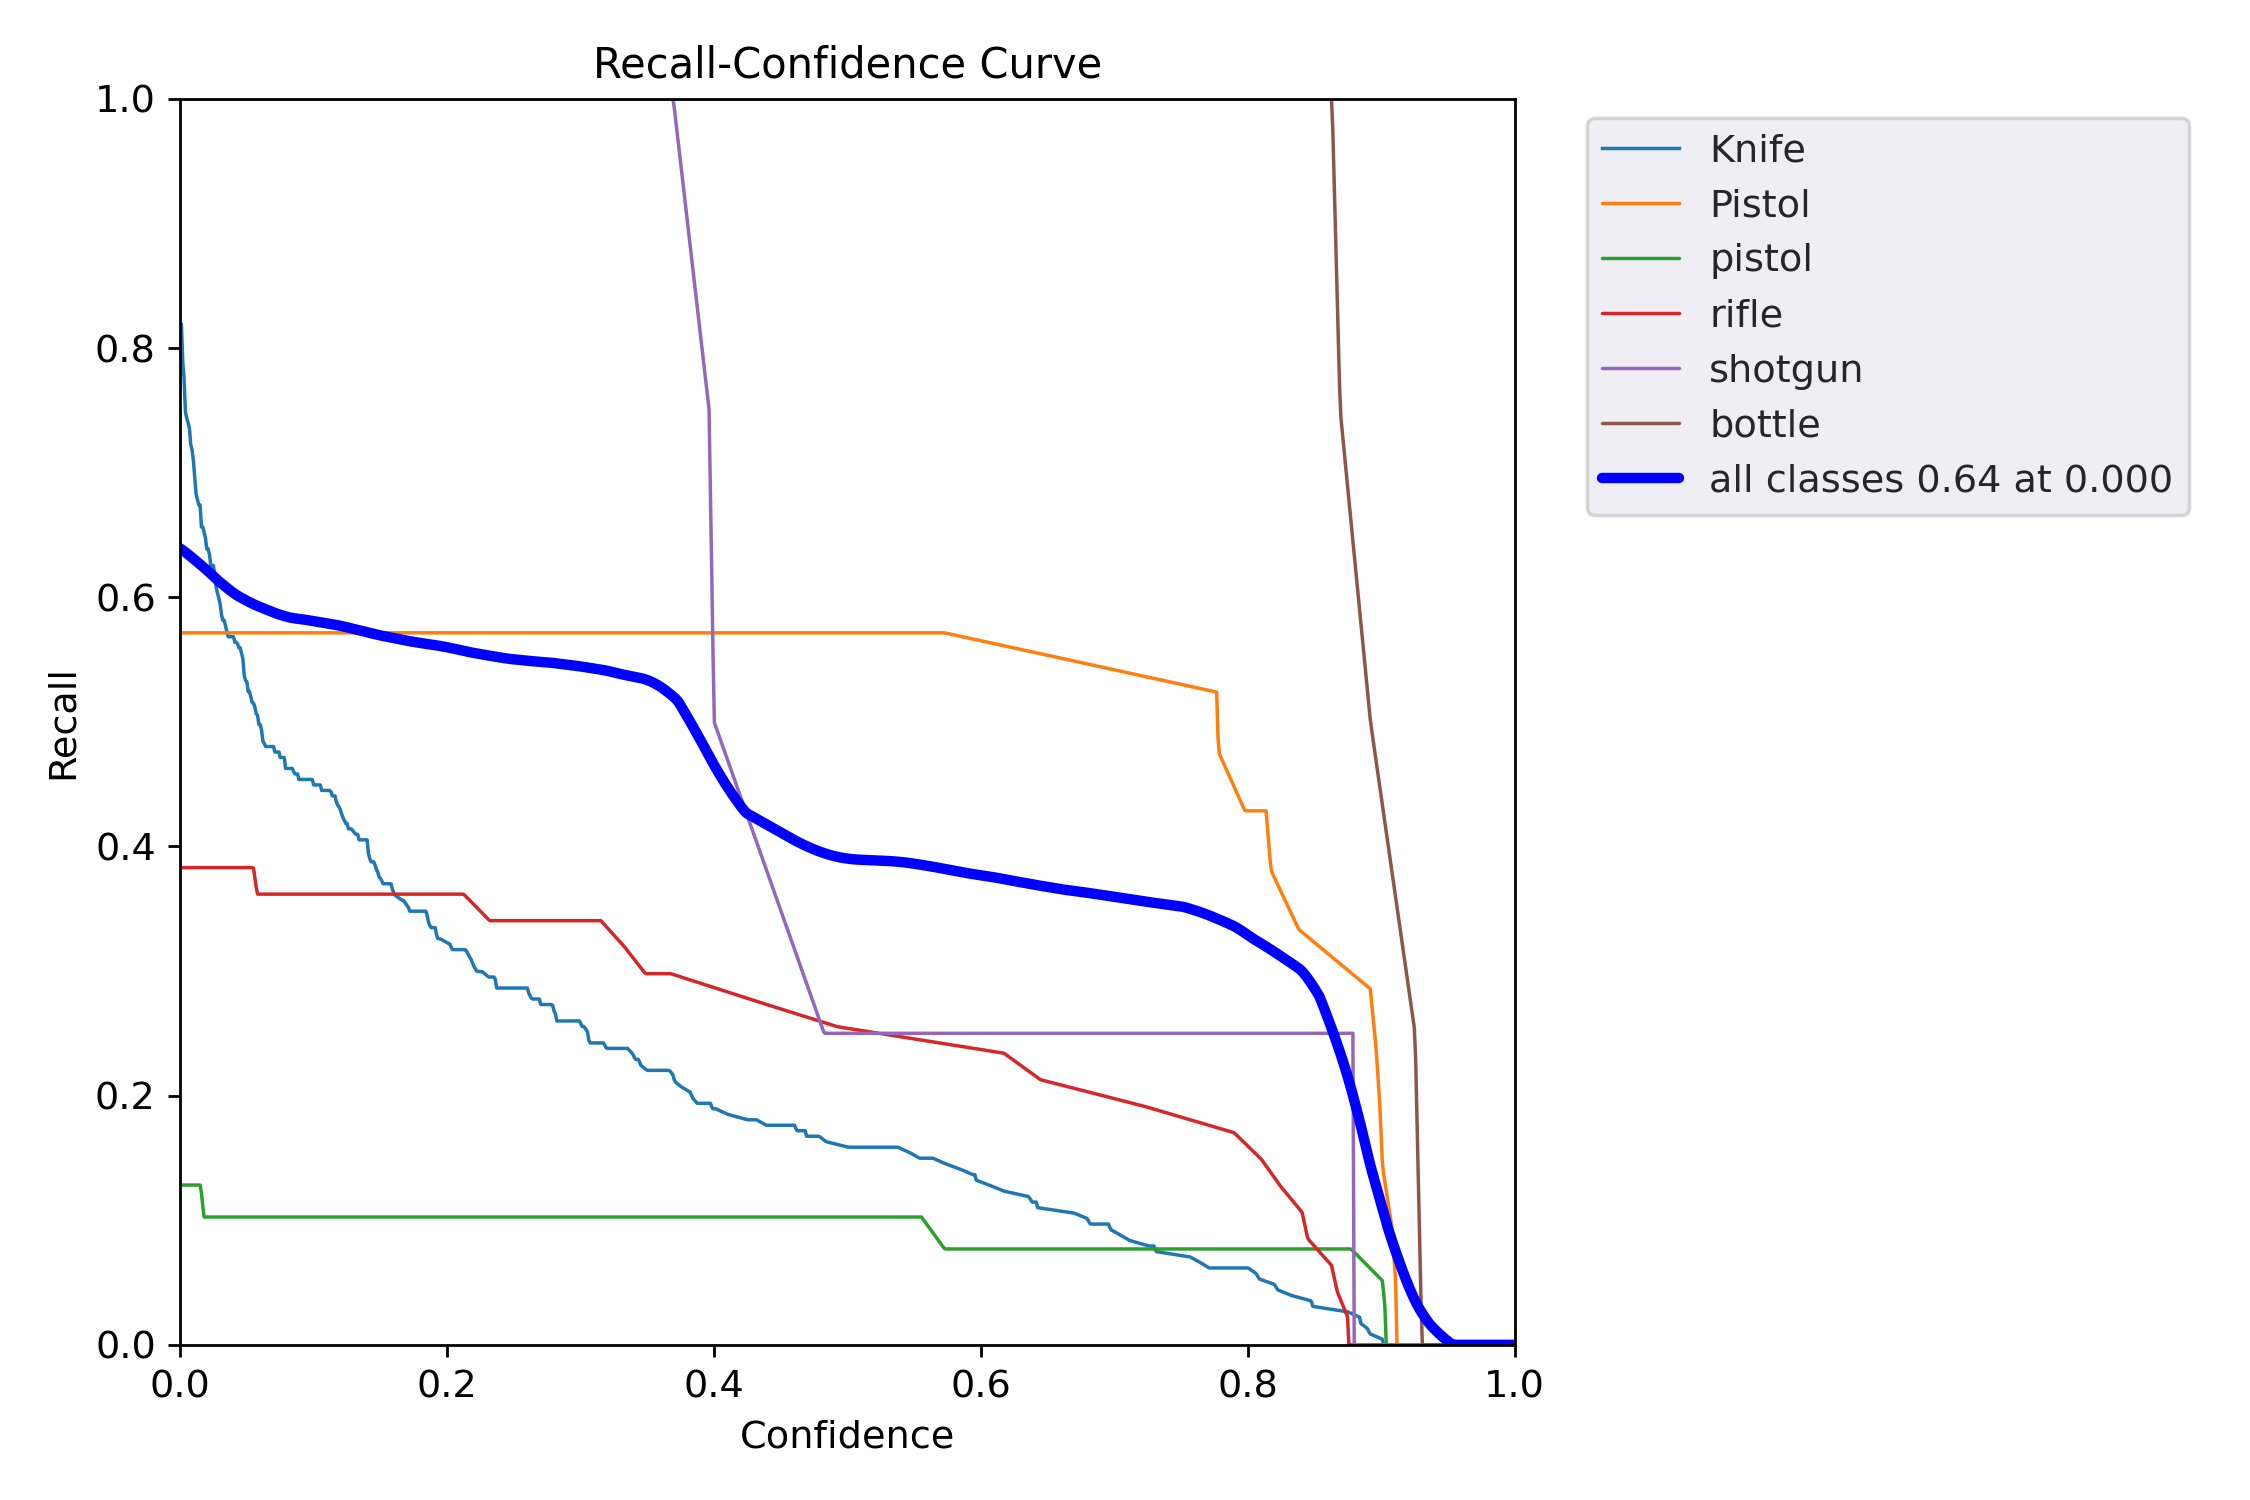 Recall-Confidence Curve
1.0
0.8
0.6
0.4
0.2
0.0
Recall
0.0 0.2 0.4 0.6 0.8 1.0
Confidence
Knife
Pistol
pistol
rifle
shotgun
bottle
all classes 0.64 at 0.000